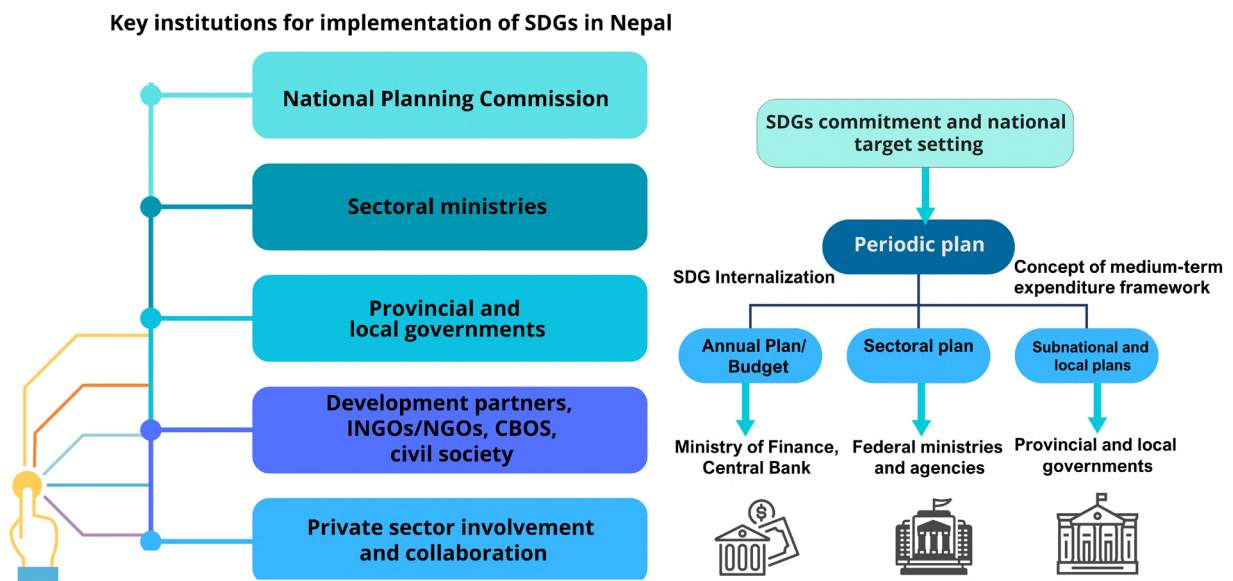 Key institutions for implementation of SDGs in Nepal
National Planning Commission
Sectoral ministries
Provincial and
local governments
Development partners,
INGOs/NGOs, CBOS,
civil society
Private sector involvement
and collaboration
SDGs commitment and national
target setting
Periodic plan
SDG Internalization
Concept of medium-term
expenditure framework
Annual Plan/
Budget
Sectoral plan
Subnational and
local plans
Ministry of Finance,
Central Bank
Federal ministries
and agencies
Provincial and local
governments
$